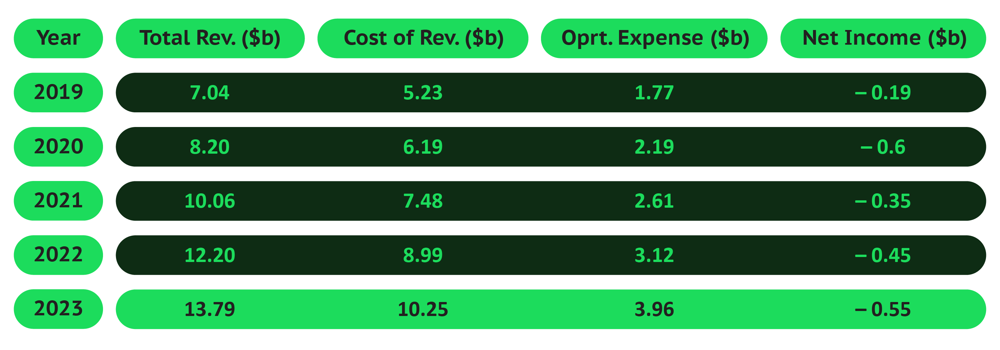 Year Total Rev. ($b) Cost of Rev. ($b) Oprt. Expense ($b) Net Income ($b)
2019 7.04 5.23 1.77 – 0.19
2020 8.20 6.19 2.19 – 0.6
2021 10.06 7.48 2.61 – 0.35
2022 12.20 8.99 3.12 – 0.45
2023 13.79 10.25 3.96 – 0.55